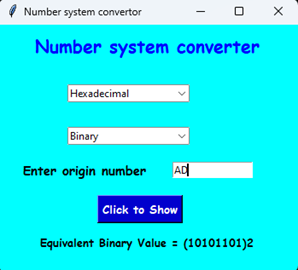 Number system convertor
Number system converter
Hexadecimal
Binary
Enter origin number AD
Click to Show
Equivalent Binary Value = (10101101)2